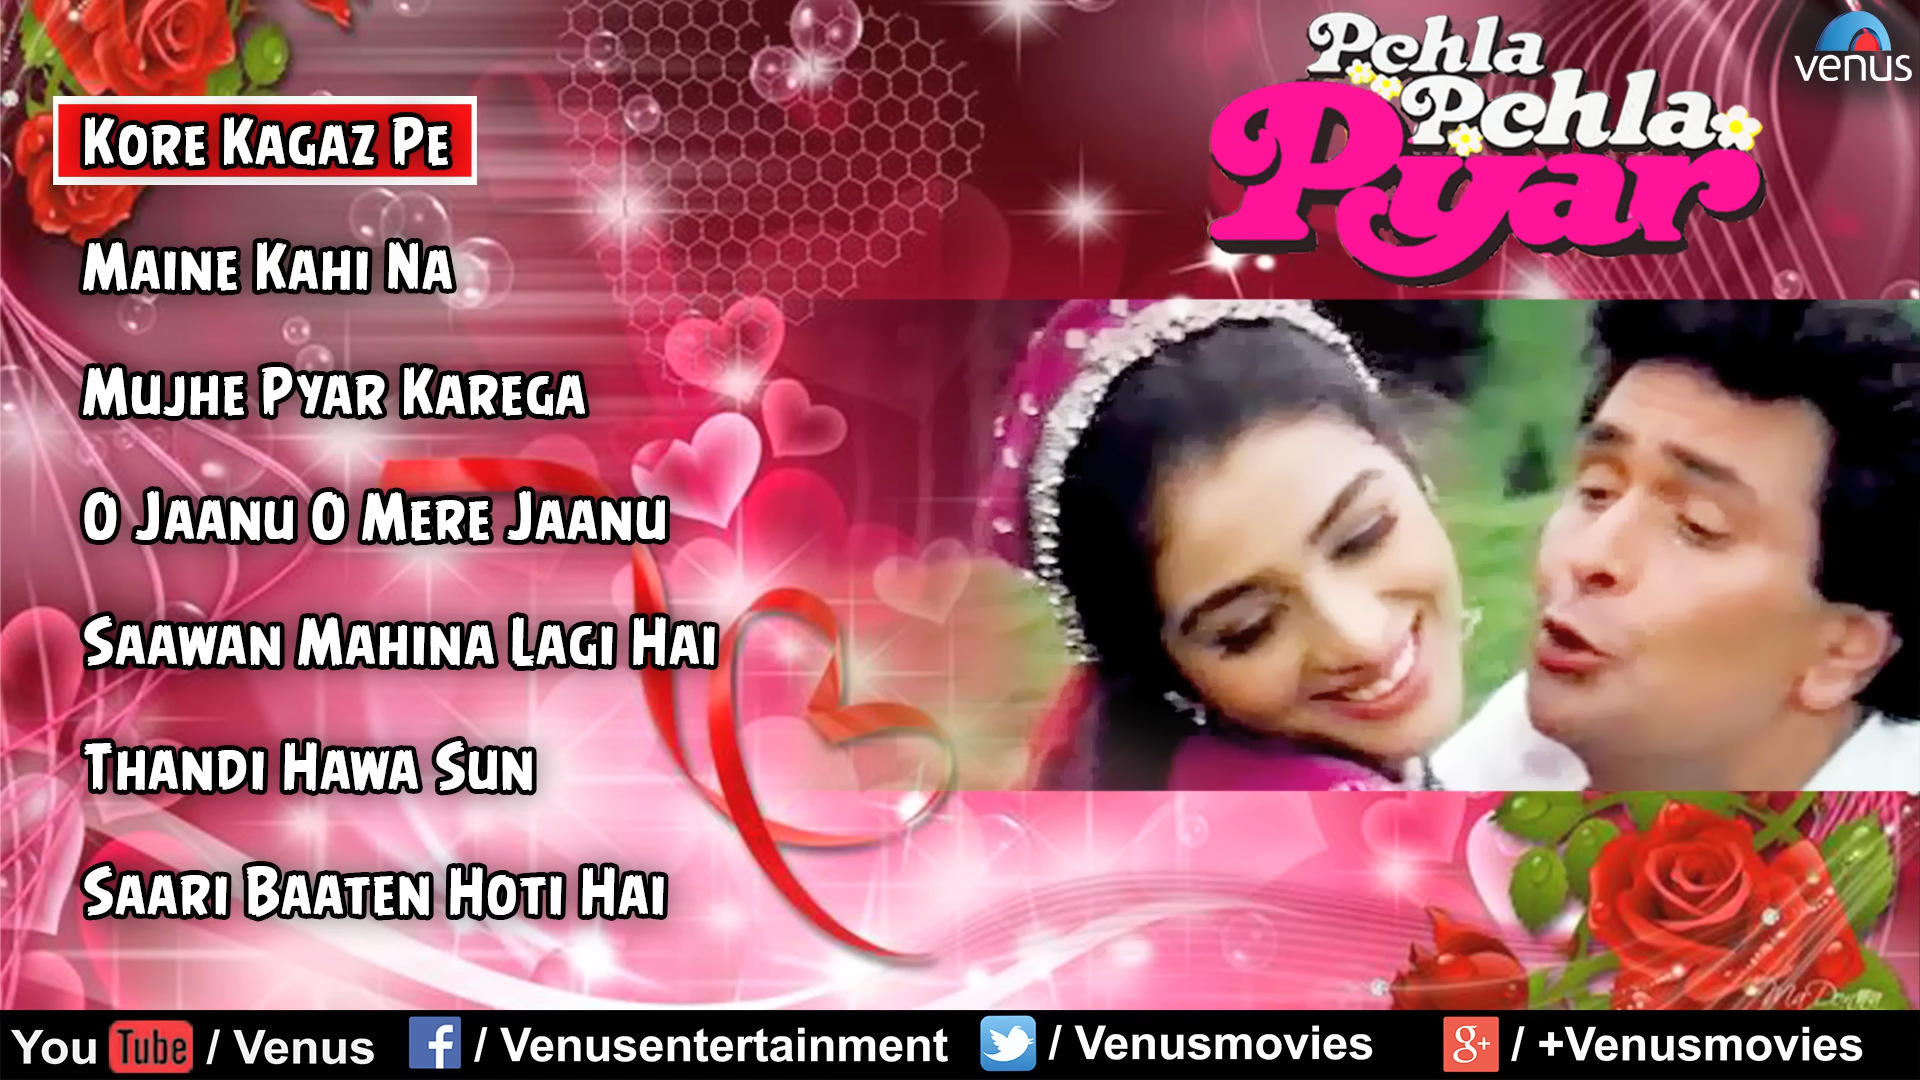 Pehla
Pehla
Pyar
venus
KORE KAGAZ PE
MAINE KAHI NA
MUJHE PYAR KAREGA
O JAANU O MERE JAANU
SAAWAN MAHINA LAGI HAI
THANDI HAWA SUN
SAARI BAATEN HOTI HAI
MaDonna
You Tube / Venus f / Venusentertainment / Venusmovies g+ / +Venusmovies